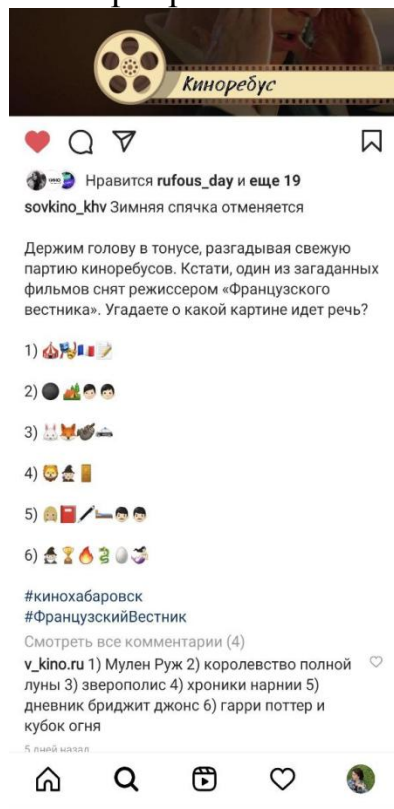 Киноребус
Нравится rufous_day и еще 19
sovkino_khv Зимняя спячка отменяется
Держим голову в тонусе, разгадывая свежую
партию киноребусов. Кстати, один из загаданных
фильмов снят режиссером «Французского
вестника». Угадаете о какой картине идет речь?
1) 🎪💃🇫🇷📝
2) 🌑🏕👦🏻👦🏻
3) 🐰🦊🦥🚓
4) 🦁🧙🚪
5) 👩🏼📕🖊🛏👨🏻👨🏻
6) 🧙🏆🔥🐉🥚🧜
#кинохабаровск
#ФранцузскийВестник
Смотреть все комментарии (4)
v_kino.ru 1) Мулен Руж 2) королевство полной
луны 3) зверополис 4) хроники нарнии 5)
дневник бриджит джонс 6) гарри поттер и
кубок огня
5 дней назад